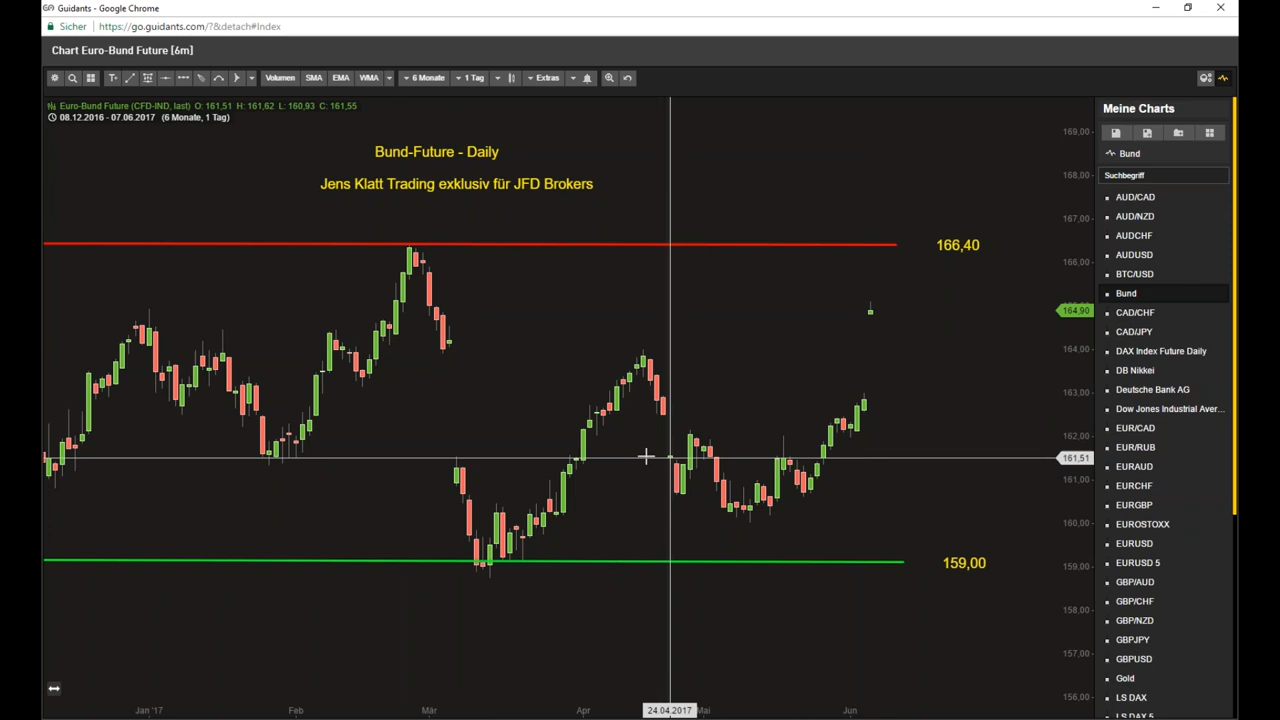 Guidants - Google Chrome
Sicher https://go.guidants.com/?&detach#Index
Chart Euro-Bund Future [6m]
T+ Volumen SMA EMA WMA 6 Monate 1 Tag Extras
Euro-Bund Future (CFD-IND, last) O: 161,51 H: 161,62 L: 160,93 C: 161,55
08.12.2016 - 07.06.2017 (6 Monate, 1 Tag)
Bund-Future - Daily
Jens Klatt Trading exklusiv für JFD Brokers
166,40
159,00
169,00
168,00
167,00
166,00
164,90
164,00
163,00
162,00
161,51
161,00
160,00
159,00
158,00
157,00
156,00
Jan '17 Feb Mär Apr 24.04.2017 Mai Jun
Meine Charts
Bund
Suchbegriff
AUD/CAD
AUD/NZD
AUDCHF
AUDUSD
BTC/USD
Bund
CAD/CHF
CAD/JPY
DAX Index Future Daily
DB Nikkei
Deutsche Bank AG
Dow Jones Industrial Aver...
EUR/CAD
EUR/RUB
EURAUD
EURCHF
EURGBP
EUROSTOXX
EURUSD
EURUSD 5
GBP/AUD
GBP/CHF
GBP/NZD
GBPJPY
GBPUSD
Gold
LS DAX
LS DAX 5